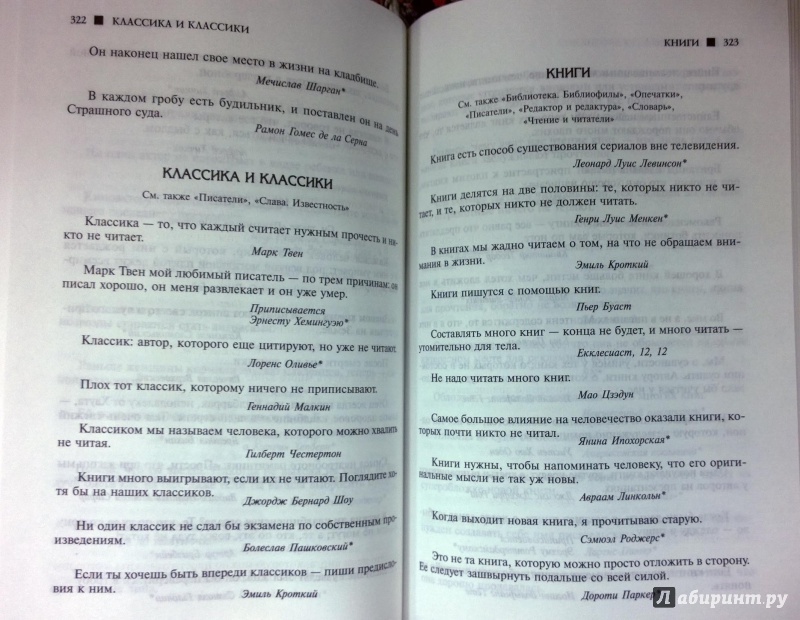 322 ■ КЛАССИКА И КЛАССИКИ
Он наконец нашел свое место в жизни на кладбище.
Мечислав Шарган*
В каждом гробу есть будильник, и поставлен он на день
Страшного суда.
Рамон Гомес де ла Серна
КЛАССИКА И КЛАССИКИ
См. также «Писатели», «Слава. Известность»
Классика — то, что каждый считает нужным прочесть и ни-
кто не читает.
Марк Твен
Марк Твен мой любимый писатель — по трем причинам: он
писал хорошо, он меня развлекает и он уже умер.
Приписывается
Эрнесту Хемингуэю*
Классик: автор, которого еще цитируют, но уже не читают.
Лоренс Оливье*
Плох тот классик, которому ничего не приписывают.
Геннадий Малкин
Классиком мы называем человека, которого можно хвалить
не читая.
Гилберт Честертон
Книги много выигрывают, если их не читают. Поглядите хо-
тя бы на наших классиков.
Джордж Бернард Шоу
Ни один классик не сдал бы экзамена по собственным про-
изведениям.
Болеслав Пашковский*
Если ты хочешь быть впереди классиков — пиши предисло-
вия к ним.
Эмиль Кроткий
КНИГИ ■ 323
КНИГИ
См. также «Библиотека. Библиофилы», «Опечатки»,
«Писатели», «Редактор и редактура», «Словарь»,
«Чтение и читатели»
Книга есть способ существования сериалов вне телевидения.
Леонард Луис Левинсон*
Книги делятся на две половины: те, которых никто не чи-
тает, и те, которых никто не должен читать.
Генри Луис Менкен*
В книгах мы жадно читаем о том, на что не обращаем вни-
мания в жизни.
Эмиль Кроткий
Книги пишутся с помощью книг.
Пьер Буаст
Составлять много книг — конца не будет, и много читать —
утомительно для тела.
Екклесиаст, 12, 12
Не надо читать много книг.
Мао Цзэдун
Самое большое влияние на человечество оказали книги, ко-
торых почти никто не читал.
Янина Ипохорская*
Книги нужны, чтобы напоминать человеку, что его ориги-
нальные мысли не так уж новы.
Авраам Линкольн*
Когда выходит новая книга, я прочитываю старую.
Сэмюэл Роджерс*
Это не та книга, которую можно просто отложить в сторону.
Ее следует зашвырнуть подальше со всей силой.
Дороти Паркер
Лабиринт.ру